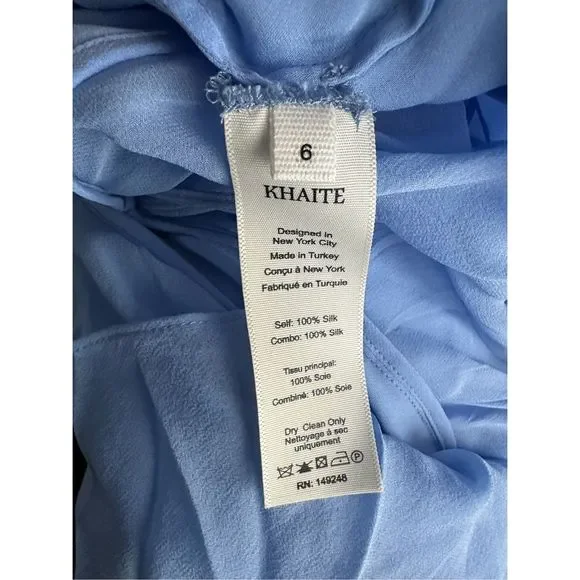 6
KHAITE
Designed in
New York City
Made in Turkey
Conçu à New York
Fabriqué en Turquie
Self: 100% Silk
Combo: 100% Silk
Tissu principal:
100% Soie
Combiné: 100% Soie
Dry Clean Only
Nettoyage à sec
uniquement
P
RN: 149248